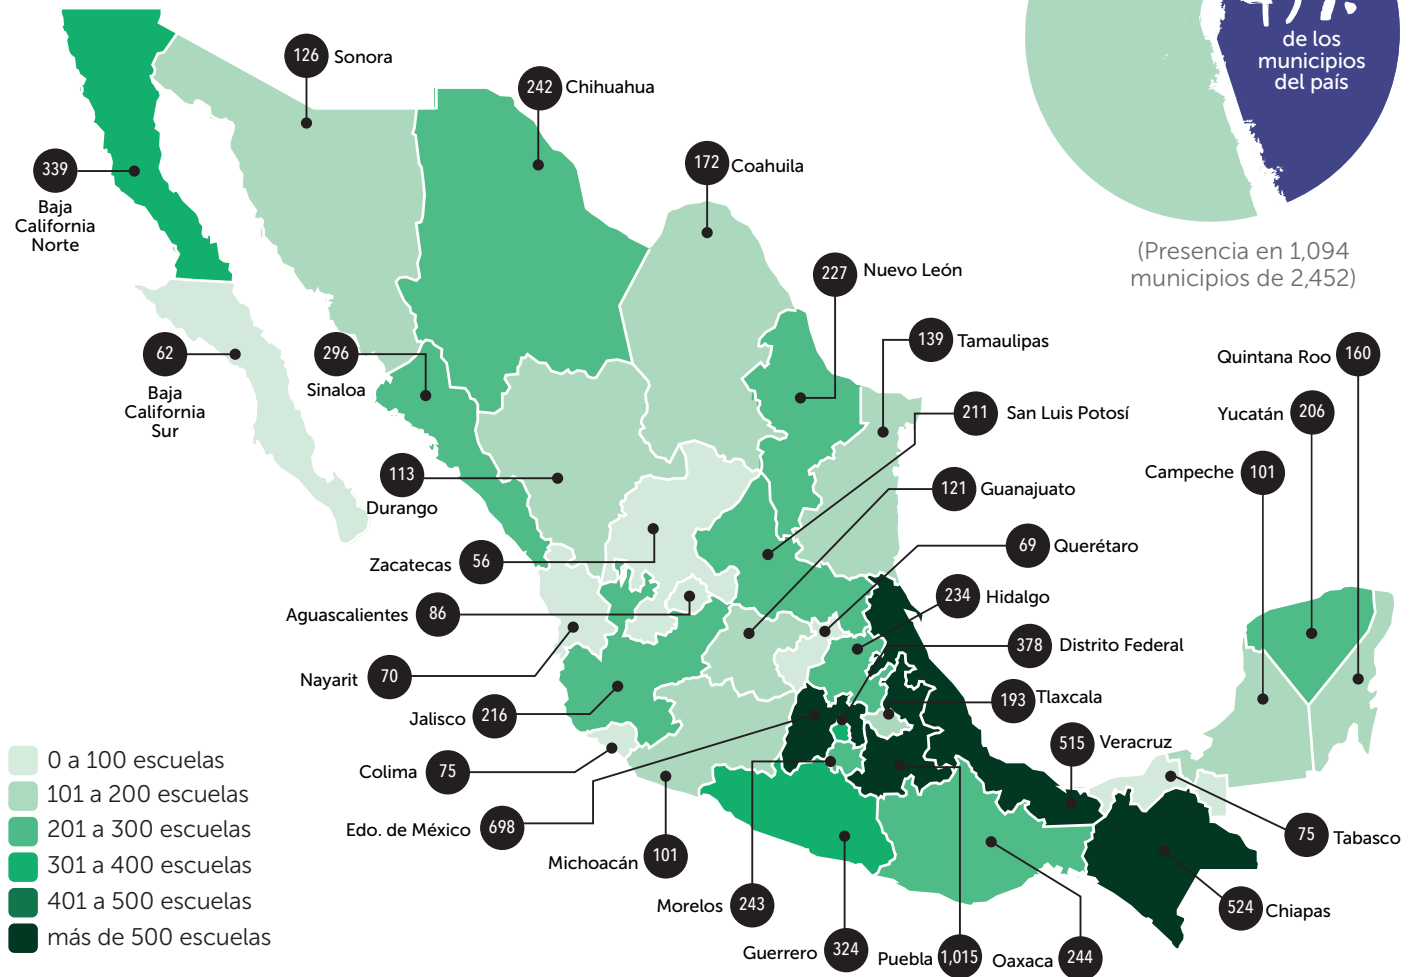 de los
municipios
del país
(Presencia en 1,094
municipios de 2,452)
126 Sonora
242 Chihuahua
172 Coahuila
339
Baja
California
Norte
227 Nuevo León
62
Baja
California
Sur
296
Sinaloa
139 Tamaulipas
Quintana Roo 160
211 San Luis Potosí
Yucatán 206
113
Durango
121 Guanajuato
Campeche 101
Zacatecas 56
69 Querétaro
Aguascalientes 86
234 Hidalgo
378 Distrito Federal
Nayarit 70
193 Tlaxcala
Jalisco 216
515 Veracruz
Colima 75
Edo. de México 698
75 Tabasco
Michoacán 101
Morelos 243
524 Chiapas
Guerrero 324
Puebla 1,015
Oaxaca 244
0 a 100 escuelas
101 a 200 escuelas
201 a 300 escuelas
301 a 400 escuelas
401 a 500 escuelas
más de 500 escuelas